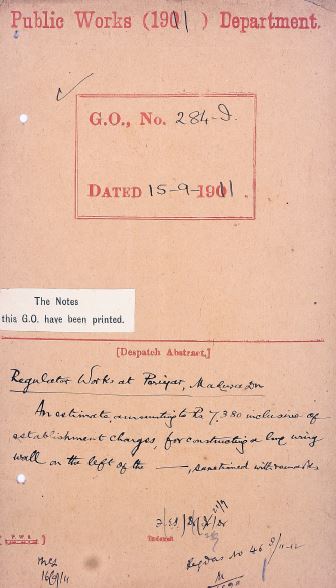 Public Works (1911) Department.
G.O., No. 284-I.
DATED 15-9-1911
The Notes
this G.O. have been printed.
[Despatch Abstract.]
Regulator Works at Periyar, Madura Dn
An estimate, amounting to Rs 7,380 inclusive of
establishment charges, for constructing a long wing
wall on the left of the ——, sanctioned with remarks
P. W. S.
Indexed